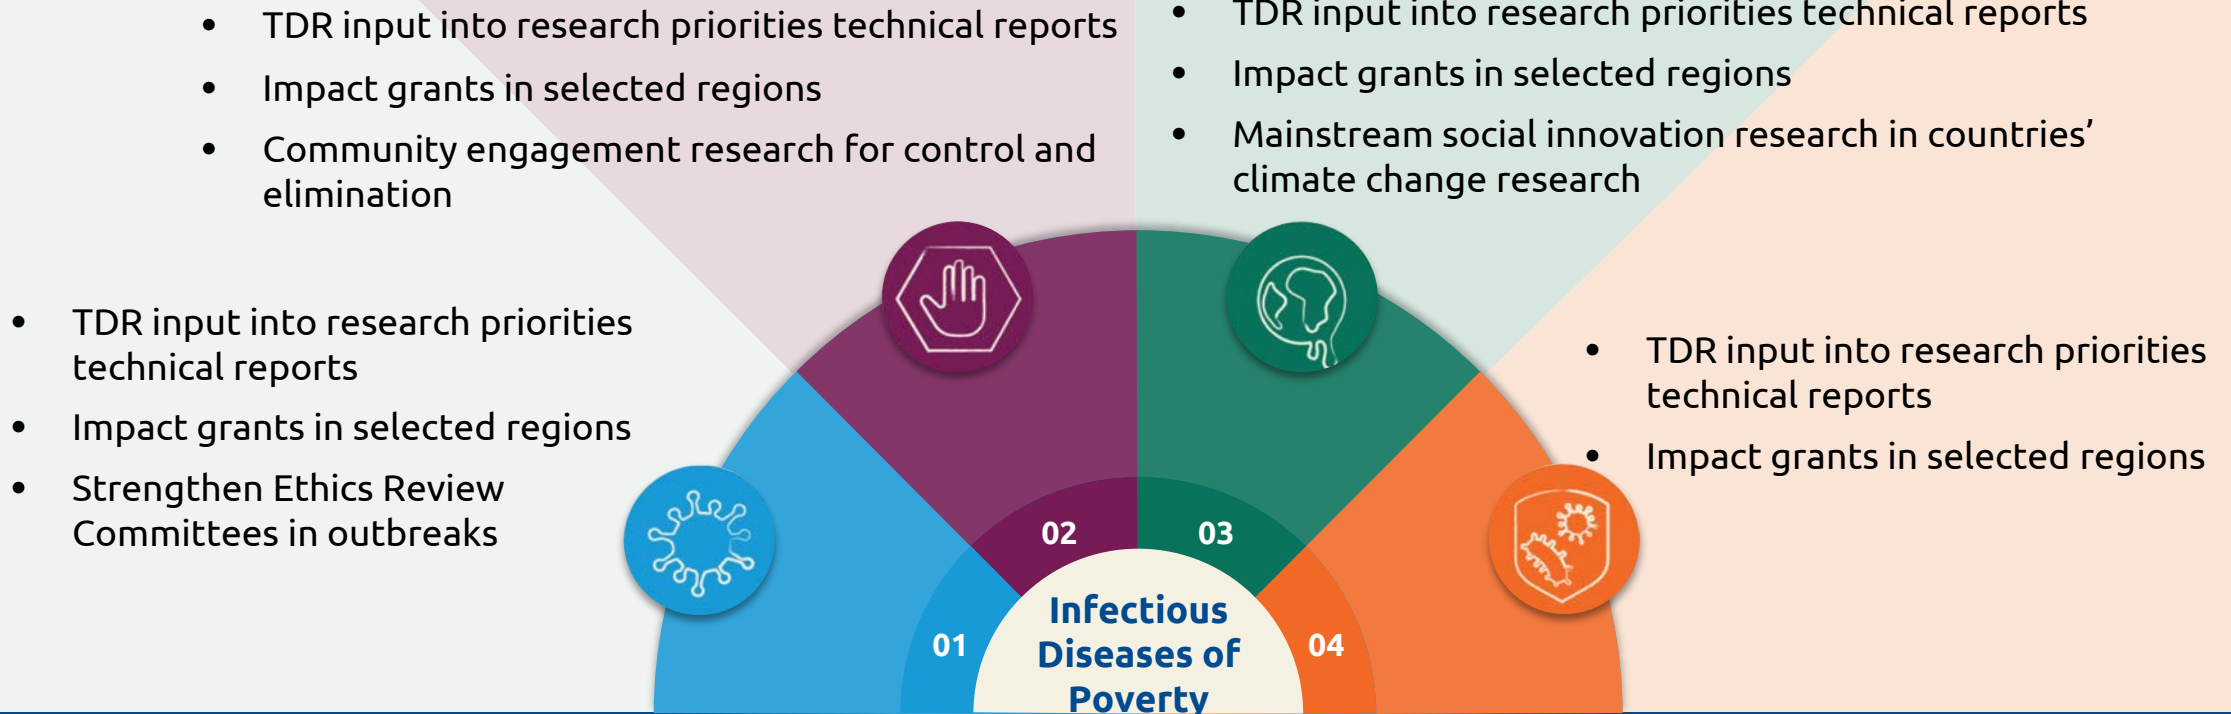 • TDR input into research priorities technical reports
• Impact grants in selected regions
• Community engagement research for control and
elimination
• TDR input into research priorities technical reports
• Impact grants in selected regions
• Mainstream social innovation research in countries’
climate change research
• TDR input into research priorities
technical reports
• Impact grants in selected regions
• Strengthen Ethics Review
Committees in outbreaks
• TDR input into research priorities
technical reports
• Impact grants in selected regions
01
02
03
04
Infectious
Diseases of
Poverty